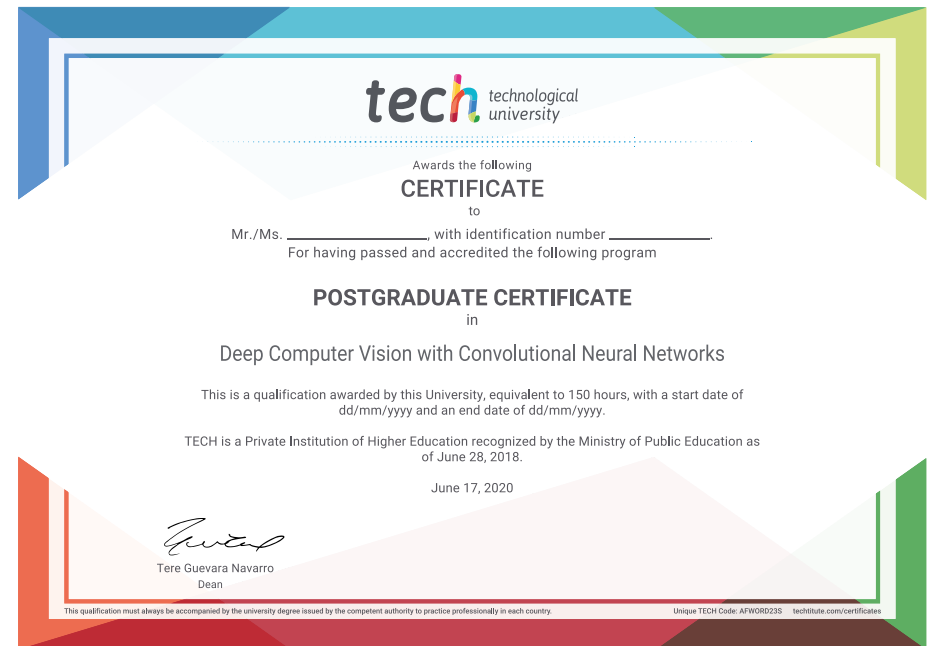 tech technological
university
Awards the following
CERTIFICATE
to
Mr./Ms. ____________________, with identification number ______________.
For having passed and accredited the following program
POSTGRADUATE CERTIFICATE
in
Deep Computer Vision with Convolutional Neural Networks
This is a qualification awarded by this University, equivalent to 150 hours, with a start date of
dd/mm/yyyy and an end date of dd/mm/yyyy.
TECH is a Private Institution of Higher Education recognized by the Ministry of Public Education as
of June 28, 2018.
June 17, 2020
Tere Guevara Navarro
Dean
This qualification must always be accompanied by the university degree issued by the competent authority to practice professionally in each country.
Unique TECH Code: AFWORD23S techtitute.com/certificates